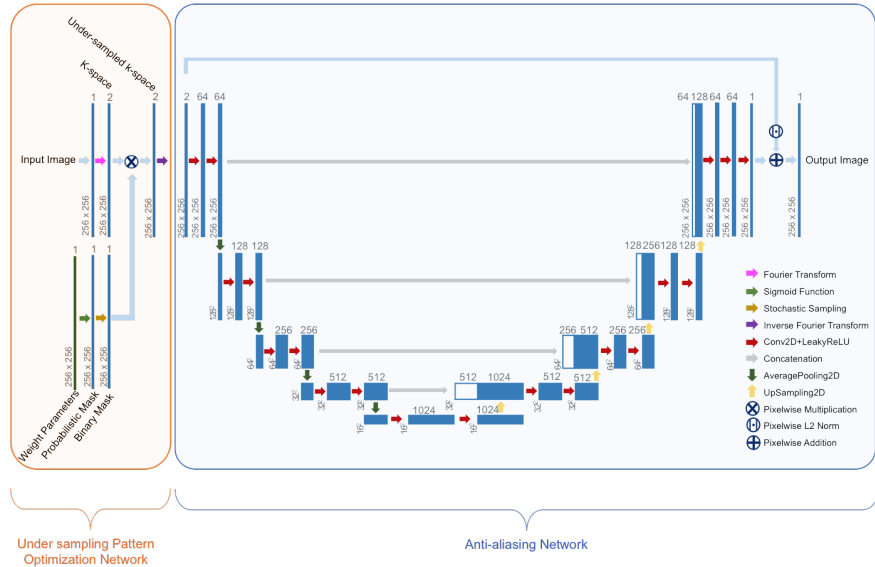 Under-sampled k-space
K-space
1 2 2
Input Image
256 x 256 256 x 256 256 x 256
1 1 1
256 x 256 256 x 256 256 x 256
Weight Parameters
Probabilistic Mask
Binary Mask
2 64 64
256 x 256 256 x 256 256 x 256
64 128 64 64 1 1
256 x 256 256 x 256 256 x 256 256 x 256 256 x 256
Output Image
128 128
128² 128² 128²
128 256 128 128
128² 128² 128²
256 256
64² 64² 64²
256 512 256 256
64² 64² 64²
512 512
32² 32² 32²
512 1024 512 512
32² 32² 32²
1024 1024
16² 16² 16²
Fourier Transform
Sigmoid Function
Stochastic Sampling
Inverse Fourier Transform
Conv2D+LeakyReLU
Concatenation
AveragePooling2D
UpSampling2D
Pixelwise Multiplication
Pixelwise L2 Norm
Pixelwise Addition
Under sampling Pattern
Optimization Network
Anti-aliasing Network